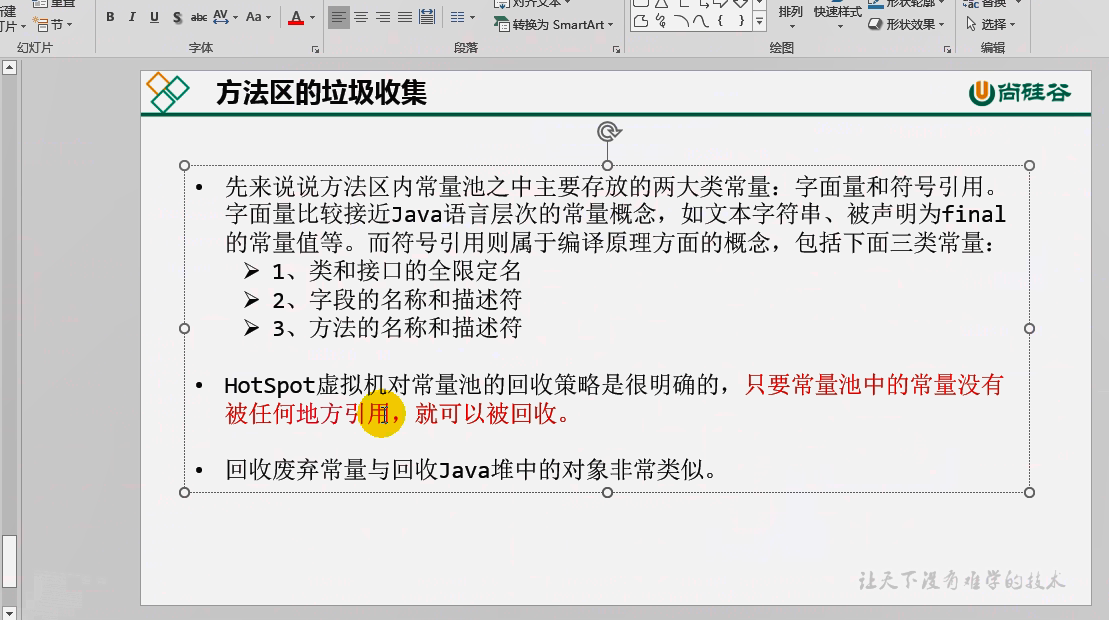 重置
新建
转换为 SmartArt
排列
快速样式
形状效果
B I U S abc AV Aa A
节
选择
幻灯片
字体
段落
绘图
编辑
方法区的垃圾收集
尚硅谷
• 先来说说方法区内常量池之中主要存放的两大类常量：字面量和符号引用。
字面量比较接近Java语言层次的常量概念，如文本字符串、被声明为final
的常量值等。而符号引用则属于编译原理方面的概念，包括下面三类常量：
➢ 1、类和接口的全限定名
➢ 2、字段的名称和描述符
➢ 3、方法的名称和描述符
• HotSpot虚拟机对常量池的回收策略是很明确的，只要常量池中的常量没有
被任何地方引用，就可以被回收。
• 回收废弃常量与回收Java堆中的对象非常类似。
让天下没有难学的技术